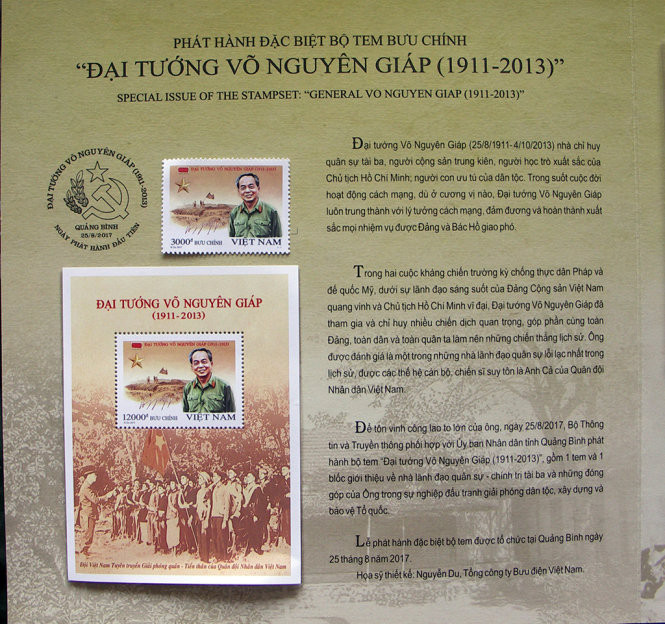 PHÁT HÀNH ĐẶC BIỆT BỘ TEM BƯU CHÍNH
“ĐẠI TƯỚNG VÕ NGUYÊN GIÁP (1911-2013)”
SPECIAL ISSUE OF THE STAMPSET: “GENERAL VO NGUYEN GIAP (1911-2013)”
ĐẠI TƯỚNG VÕ NGUYÊN GIÁP (1911-2013)
QUẢNG BÌNH
25/8/2017
NGÀY PHÁT HÀNH ĐẦU TIÊN
ĐẠI TƯỚNG VÕ NGUYÊN GIÁP (1911-2013)
3000đ BƯU CHÍNH
VIỆT NAM
ĐẠI TƯỚNG VÕ NGUYÊN GIÁP
(1911-2013)
ĐẠI TƯỚNG VÕ NGUYÊN GIÁP (1911-2013)
12000đ BƯU CHÍNH
VIỆT NAM
Đội Việt Nam Tuyên truyền Giải phóng quân - Tiền thân của Quân đội Nhân dân Việt Nam
Đại tướng Võ Nguyên Giáp (25/8/1911-4/10/2013) nhà chỉ huy
quân sự tài ba, người cộng sản trung kiên, người học trò xuất sắc của
Chủ tịch Hồ Chí Minh; người con ưu tú của dân tộc. Trong suốt cuộc đời
hoạt động cách mạng, dù ở cương vị nào, Đại tướng Võ Nguyên Giáp
luôn trung thành với lý tưởng cách mạng, đảm đương và hoàn thành xuất
sắc mọi nhiệm vụ được Đảng và Bác Hồ giao phó.
Trong hai cuộc kháng chiến trường kỳ chống thực dân Pháp và
đế quốc Mỹ, dưới sự lãnh đạo sáng suốt của Đảng Cộng sản Việt Nam
quang vinh và Chủ tịch Hồ Chí Minh vĩ đại, Đại tướng Võ Nguyên Giáp đã
tham gia và chỉ huy nhiều chiến dịch quan trọng, góp phần cùng toàn
Đảng, toàn dân và toàn quân ta làm nên những chiến thắng lịch sử. Ông
được đánh giá là một trong những nhà lãnh đạo quân sự lỗi lạc nhất trong
lịch sử, được các thế hệ cán bộ, chiến sĩ suy tôn là Anh Cả của Quân đội
Nhân dân Việt Nam.
Để tôn vinh công lao to lớn của ông, ngày 25/8/2017, Bộ Thông
tin và Truyền thông phối hợp với Ủy ban Nhân dân tỉnh Quảng Bình phát
hành bộ tem “Đại tướng Võ Nguyên Giáp (1911-2013)”, gồm 1 tem và 1
blốc giới thiệu về nhà lãnh đạo quân sự - chính trị tài ba và những đóng
góp của Ông trong sự nghiệp đấu tranh giải phóng dân tộc, xây dựng và
bảo vệ Tổ quốc.
Lễ phát hành đặc biệt bộ tem được tổ chức tại Quảng Bình ngày
25 tháng 8 năm 2017.
Họa sỹ thiết kế: Nguyễn Du, Tổng công ty Bưu điện Việt Nam.